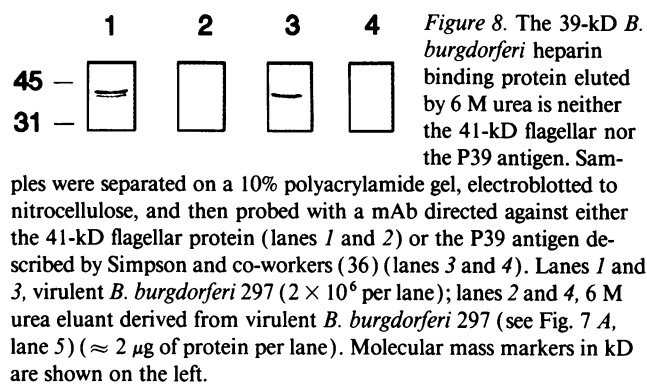 1 2 3 4
45 —
31 —
Figure 8. The 39-kD B.
burgdorferi heparin
binding protein eluted
by 6 M urea is neither
the 41-kD flagellar nor
the P39 antigen. Sam-
ples were separated on a 10% polyacrylamide gel, electroblotted to
nitrocellulose, and then probed with a mAb directed against either
the 41-kD flagellar protein (lanes 1 and 2) or the P39 antigen de-
scribed by Simpson and co-workers (36) (lanes 3 and 4). Lanes 1 and
3, virulent B. burgdorferi 297 (2 × 10⁶ per lane); lanes 2 and 4, 6 M
urea eluant derived from virulent B. burgdorferi 297 (see Fig. 7 A,
lane 5) (≈ 2 μg of protein per lane). Molecular mass markers in kD
are shown on the left.